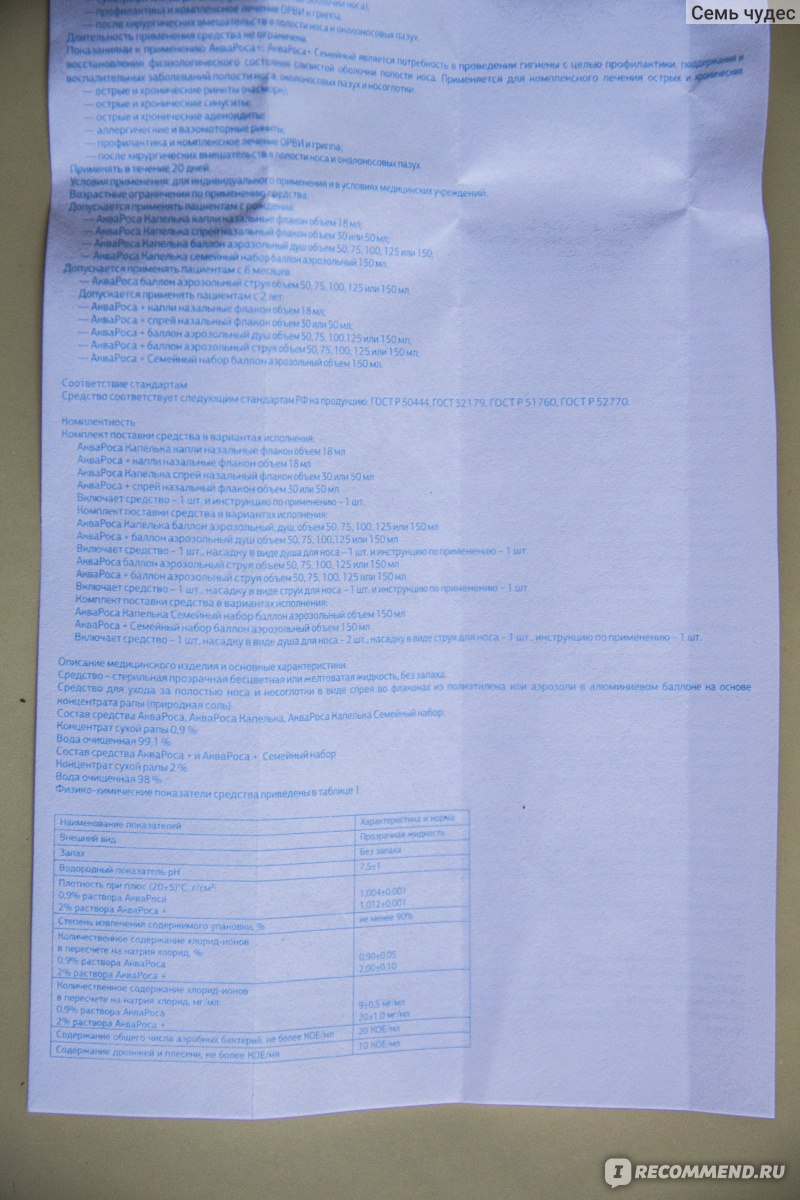 Семь чудес
— профилактика и комплексное лечение ОРВИ и гриппа;
— после хирургических вмешательств в полости носа и околоносовых пазух.
Длительность применения средства не ограничена.
Показаниями к применению АкваРоса+; АкваРоса+ Семейный является потребность в проведении гигиены с целью профилактики, поддержания и
восстановления физиологического состояния слизистой оболочки полости носа. Применяется для комплексного лечения острых и хронических
воспалительных заболеваний полости носа, околоносовых пазух и носоглотки:
— острые и хронические риниты (насморк);
— острые и хронические синуситы;
— острые и хронические аденоидиты;
— аллергические и вазомоторные риниты;
— профилактика и комплексное лечение ОРВИ и гриппа;
— после хирургических вмешательств в полости носа и околоносовых пазух.
Применять в течение 20 дней.
Условия применения: для индивидуального применения и в условиях медицинских учреждений.
Возрастные ограничения по применению средства:
Допускается применять пациентам с рождения:
— АкваРоса Капелька капли назальные флакон объем 18 мл;
— АкваРоса Капелька спрей назальный флакон объем 30 или 50 мл;
— АкваРоса Капелька баллон аэрозольный душ объем 50, 75, 100, 125 или 150;
— АкваРоса Капелька семейный набор баллон аэрозольный 150 мл.
Допускается применять пациентам с 6 месяцев:
— АкваРоса баллон аэрозольный струя объем 50, 75, 100, 125 или 150 мл.
Допускается применять пациентам с 2 лет:
— АкваРоса + капли назальные флакон объем 18 мл;
— АкваРоса + спрей назальный флакон объем 30 или 50 мл;
— АкваРоса + баллон аэрозольный душ объем 50, 75, 100,125 или 150 мл;
— АкваРоса + баллон аэрозольный струя объем 50, 75, 100, 125 или 150 мл;
— АкваРоса + Семейный набор баллон аэрозольный объем 150 мл.
Соответствие стандартам
Средство соответствует следующим стандартам РФ на продукцию: ГОСТ Р 50444, ГОСТ 32179, ГОСТ Р 51760, ГОСТ Р 52770.
Комплектность
Комплект поставки средства в вариантах исполнения:
АкваРоса Капелька капли назальные флакон объем 18 мл
АкваРоса + капли назальные флакон объем 18 мл
АкваРоса Капелька спрей назальный флакон объем 30 или 50 мл
АкваРоса + спрей назальный флакон объем 30 или 50 мл
Включает средство – 1 шт. и инструкцию по применению – 1 шт.
Комплект поставки средства в вариантах исполнения:
АкваРоса Капелька баллон аэрозольный, душ, объем 50, 75, 100, 125 или 150 мл
АкваРоса + баллон аэрозольный душ объем 50, 75, 100,125 или 150 мл
Включает средство – 1 шт., насадку в виде душа для носа – 1 шт. и инструкцию по применению – 1 шт.
АкваРоса баллон аэрозольный струя объем 50, 75, 100, 125 или 150 мл
АкваРоса + баллон аэрозольный струя объем 50, 75, 100, 125 или 150 мл
Включает средство – 1 шт., насадку в виде струи для носа – 1 шт. и инструкцию по применению – 1 шт.
Комплект поставки средства в вариантах исполнения:
АкваРоса Капелька Семейный набор баллон аэрозольный объем 150 мл
АкваРоса + Семейный набор баллон аэрозольный объем 150 мл
Включает средство – 1 шт., насадку в виде душа для носа – 2 шт., насадку в виде струи для носа – 1 шт., инструкцию по применению – 1 шт.
Описание медицинского изделия и основные характеристики
Средство – стерильная прозрачная бесцветная или желтоватая жидкость, без запаха.
Средство для ухода за полостью носа и носоглотки в виде спрея во флаконах из полиэтилена или аэрозоли в алюминиевом баллоне на основе
концентрата рапы (природная соль).
Состав средства АкваРоса, АкваРоса Капелька, АкваРоса Капелька Семейный набор
Концентрат сухой рапы 0,9 %
Вода очищенная 99,1 %
Состав средства АкваРоса + и АкваРоса + Семейный набор
Концентрат сухой рапы 2 %
Вода очищенная 98 %
Физико-химические показатели средства приведены в таблице 1
Наименование показателей Характеристика и норма
Внешний вид Прозрачная жидкость
Запах Без запаха
Водородный показатель pH 7,5±1
Плотность при плюс (20±5)°С, г/см³
0,9% раствора АкваРоса 1,004±0,001
2% раствора АкваРоса + 1,012±0,001
Степень извлечения содержимого упаковки, % не менее 90%
Количественное содержание хлорид-ионов
в пересчете на натрия хлорид, %
0,9% раствора АкваРоса 0,90±0,05
2% раствора АкваРоса + 2,00±0,10
Количественное содержание хлорид-ионов
в пересчете на натрия хлорид, мг/мл:
0,9% раствора АкваРоса 9±0,5 мг/мл
2% раствора АкваРоса + 20±1.0 мг/мл
Содержание общего числа аэробных бактерий, не более КОЕ/мл 20 КОЕ/мл
Содержание дрожжей и плесени, не более КОЕ/мл 10 КОЕ/мл
IRECOMMEND.RU